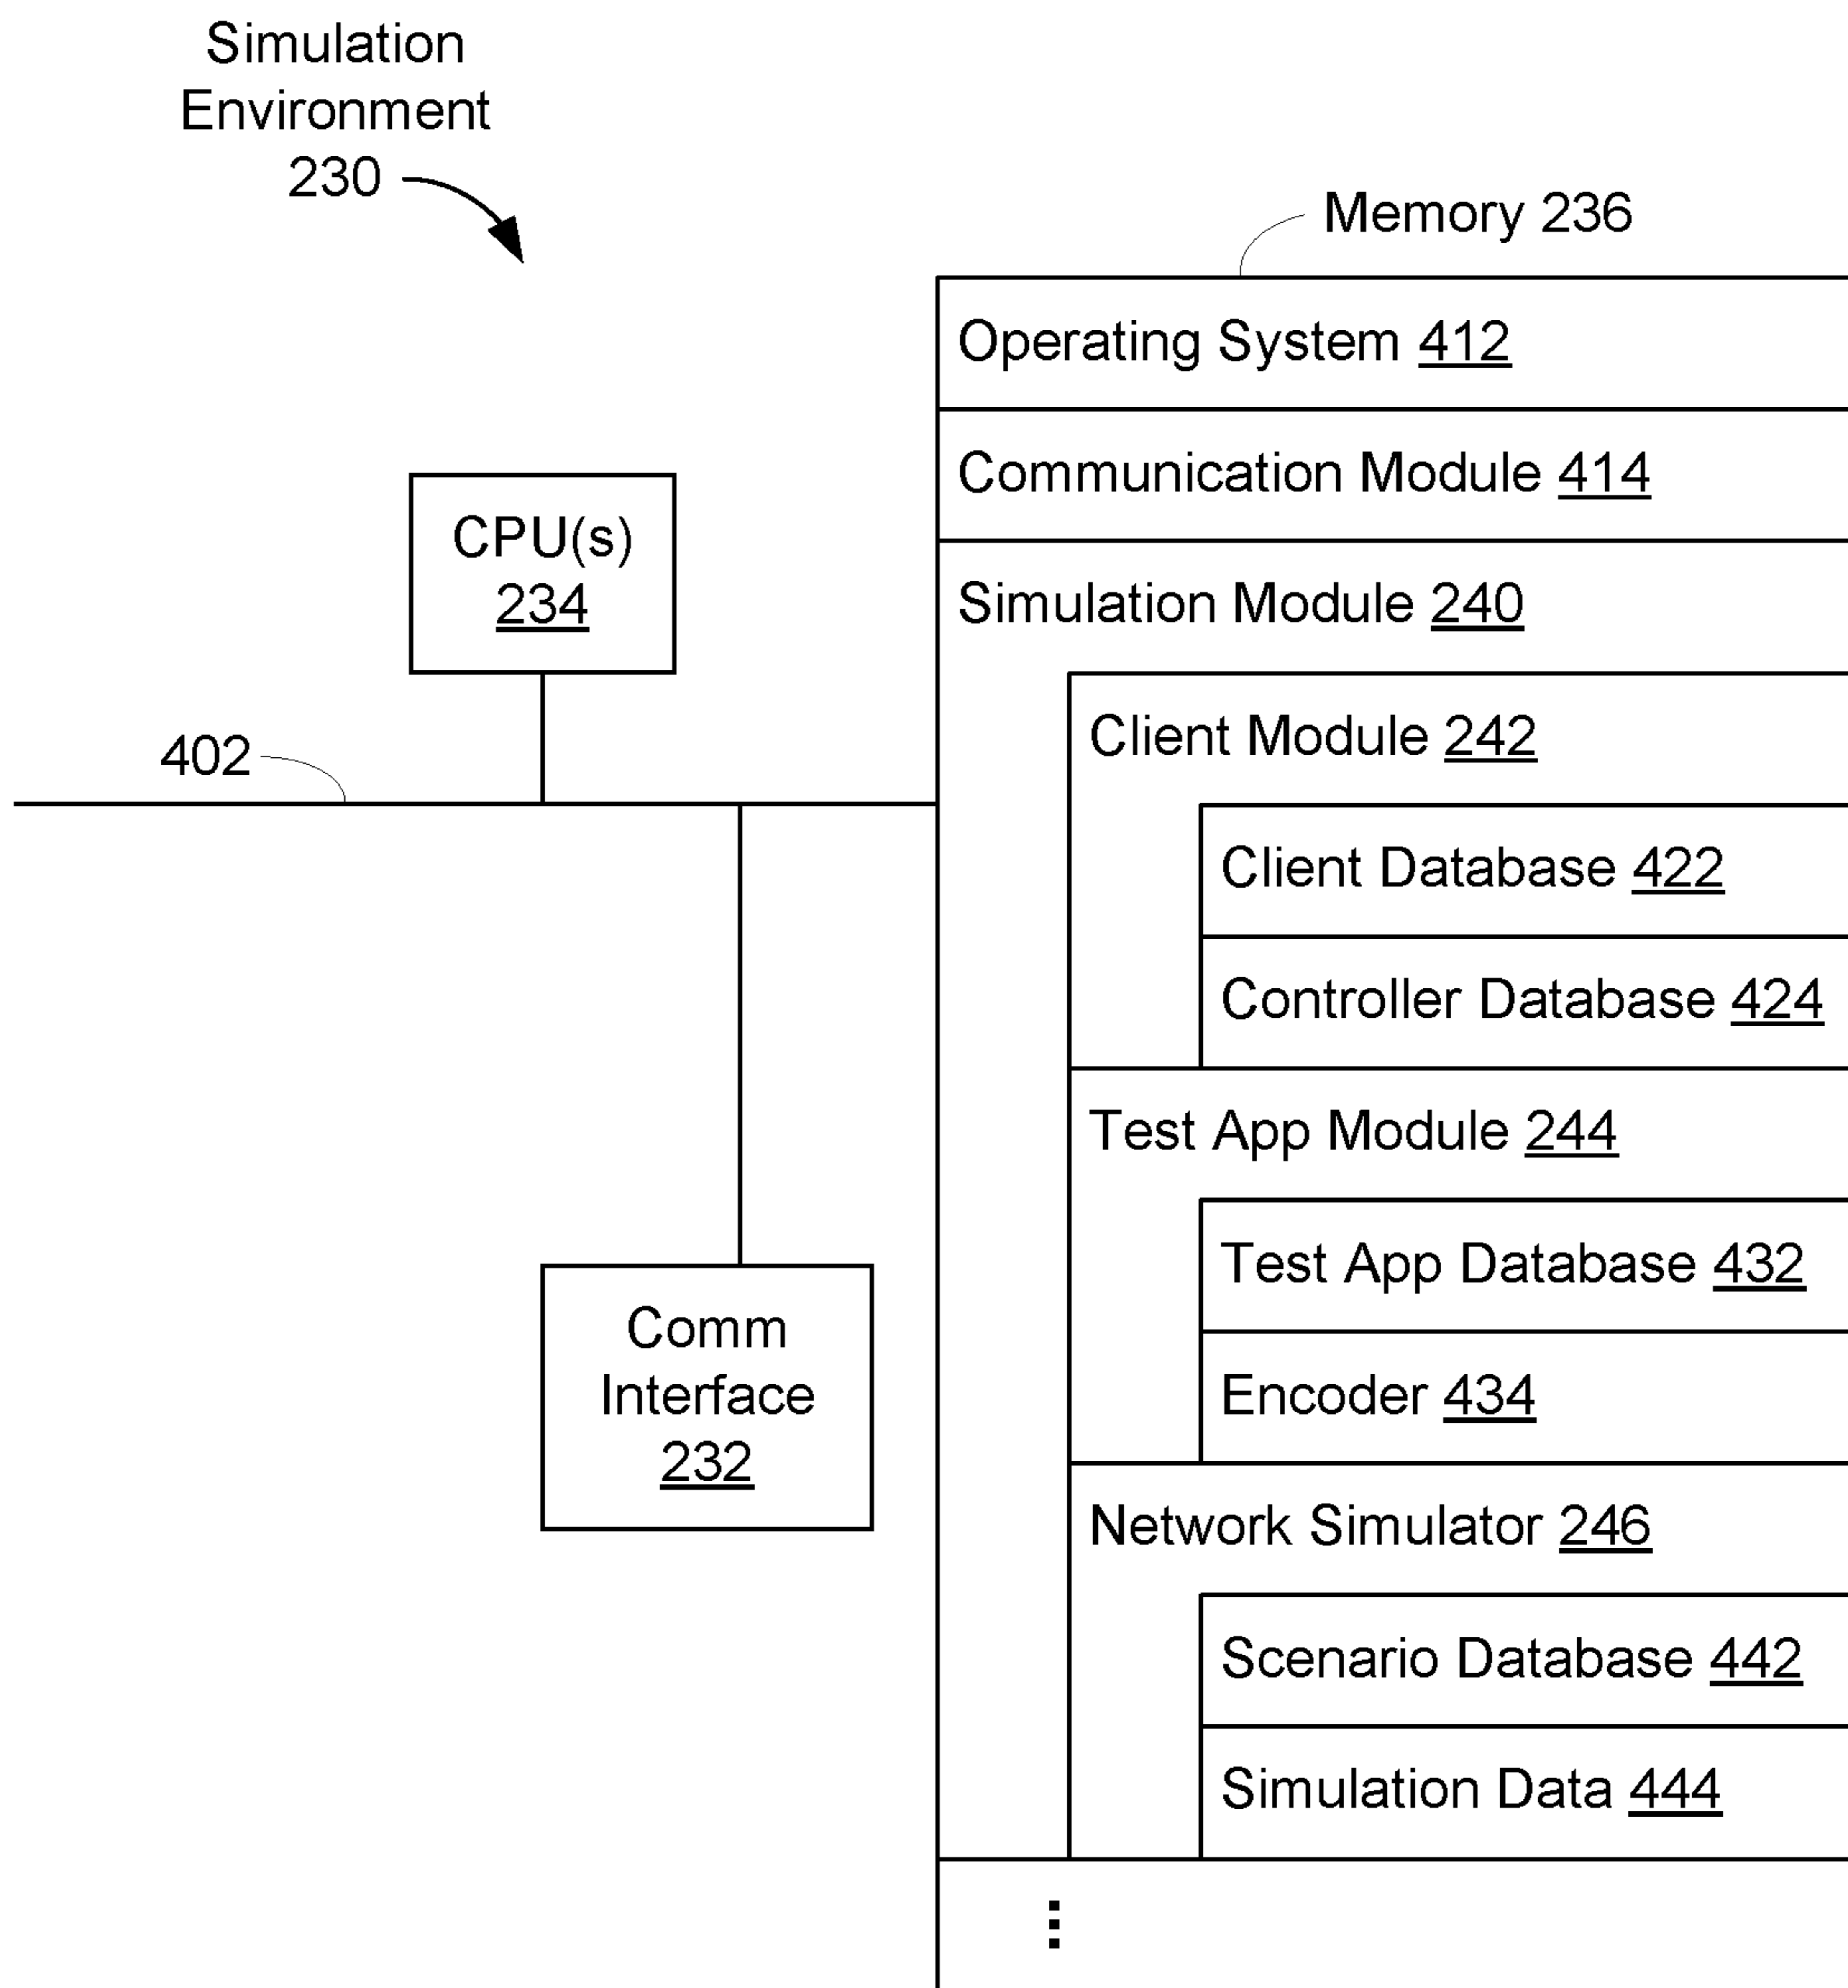 Simulation
Environment
230
Memory 236
Operating System 412
Communication Module 414
CPU(s)
234
Simulation Module 240
402
Client Module 242
Client Database 422
Controller Database 424
Test App Module 244
Test App Database 432
Comm
Interface
232
Encoder 434
Network Simulator 246
Scenario Database 442
Simulation Data 444